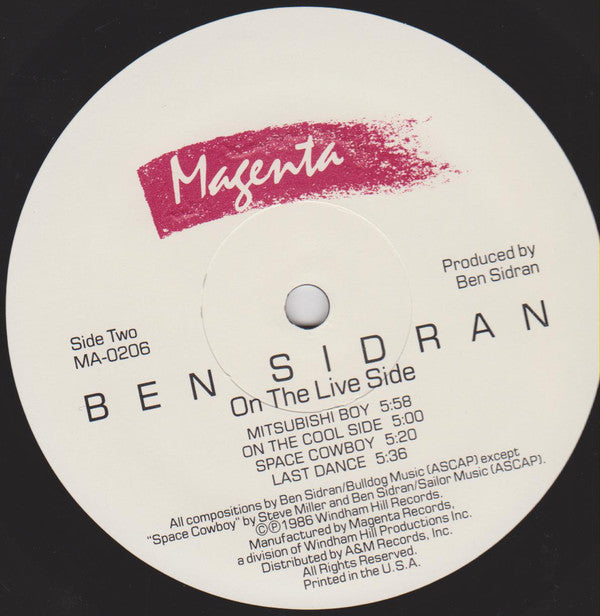 Magenta
Produced by
Ben Sidran
Side Two
MA-0206
BEN SIDRAN
On The Live Side
MITSUBISHI BOY 5:58
ON THE COOL SIDE 5:00
SPACE COWBOY 5:20
LAST DANCE 5:36
All compositions by Ben Sidran/Bulldog Music (ASCAP) except
"Space Cowboy" by Steve Miller and Ben Sidran/Sailor Music (ASCAP).
©℗1986 Windham Hill Records.
Manufactured by Magenta Records,
a division of Windham Hill Productions Inc.
Distributed by A&M Records, Inc.
All Rights Reserved.
Printed in the U.S.A.